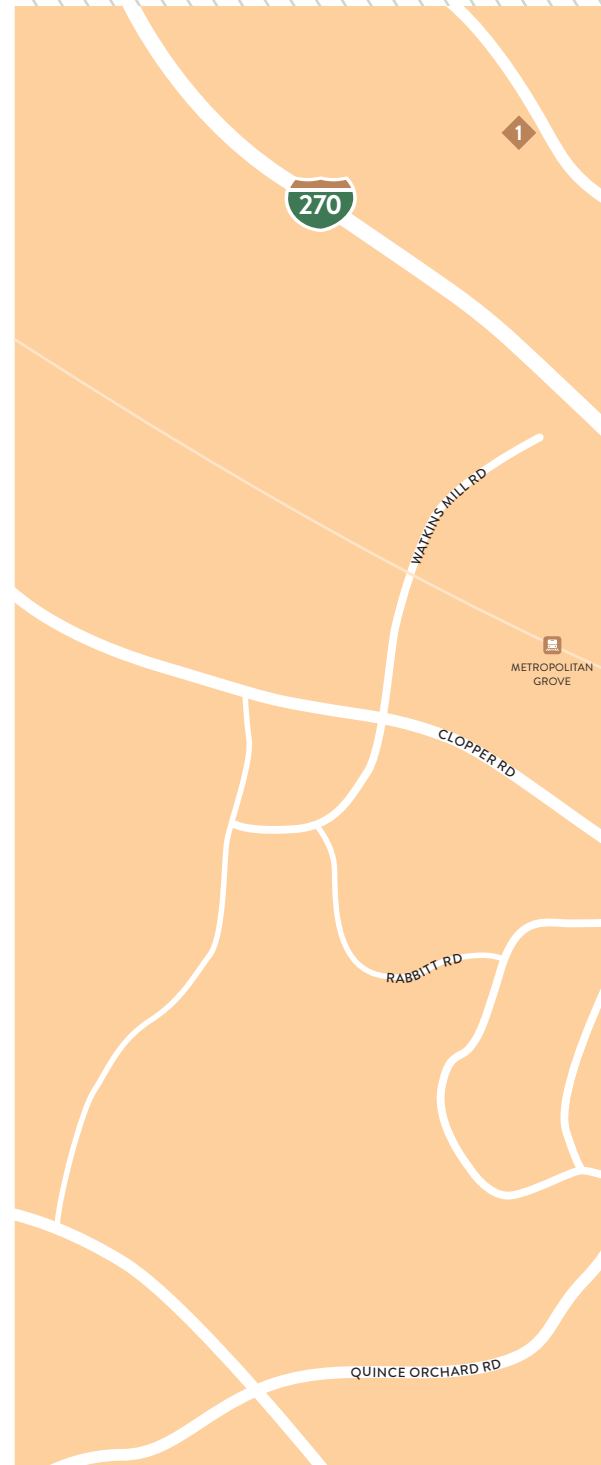 1
270
WATKINS MILL RD
METROPOLITAN
GROVE
CLOPPER RD
RABBITT RD
QUINCE ORCHARD RD